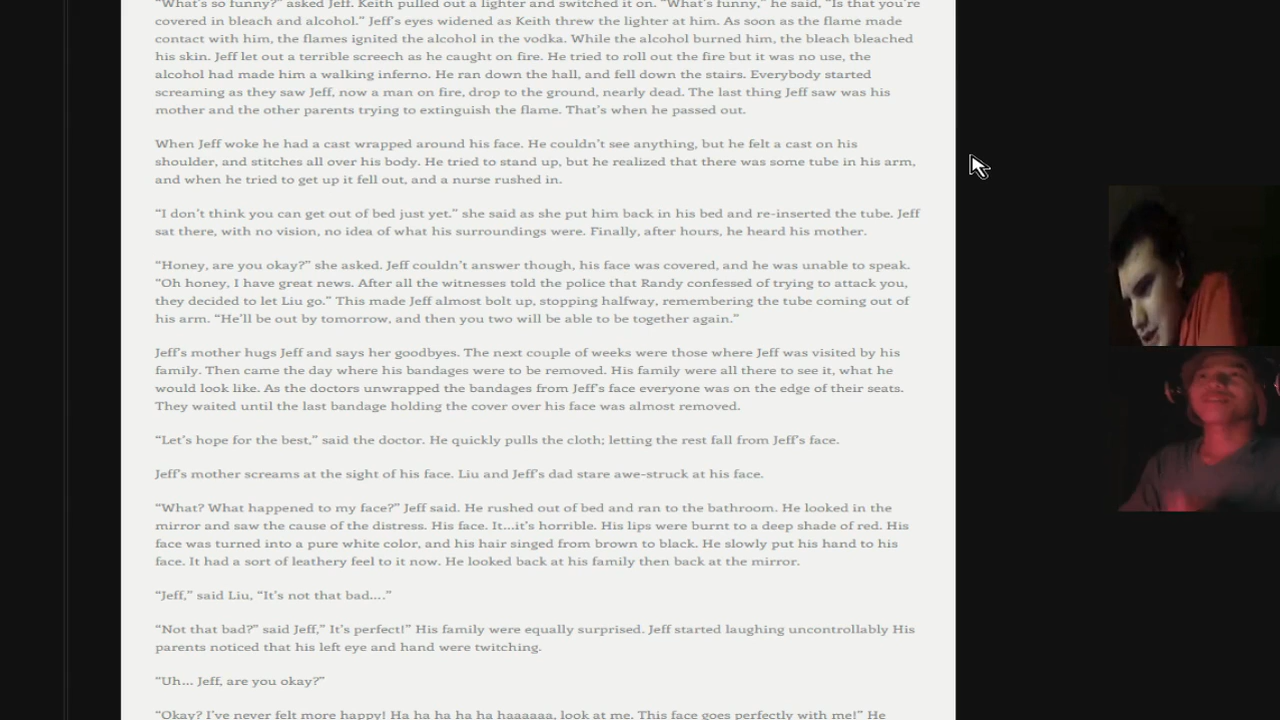 “What’s so funny?” asked Jeff. Keith pulled out a lighter and switched it on. “What’s funny,” he said, “Is that you’re
covered in bleach and alcohol.” Jeff’s eyes widened as Keith threw the lighter at him. As soon as the flame made
contact with him, the flames ignited the alcohol in the vodka. While the alcohol burned him, the bleach bleached
his skin. Jeff let out a terrible screech as he caught on fire. He tried to roll out the fire but it was no use, the
alcohol had made him a walking inferno. He ran down the hall, and fell down the stairs. Everybody started
screaming as they saw Jeff, now a man on fire, drop to the ground, nearly dead. The last thing Jeff saw was his
mother and the other parents trying to extinguish the flame. That’s when he passed out.
When Jeff woke he had a cast wrapped around his face. He couldn’t see anything, but he felt a cast on his
shoulder, and stitches all over his body. He tried to stand up, but he realized that there was some tube in his arm,
and when he tried to get up it fell out, and a nurse rushed in.
“I don’t think you can get out of bed just yet.” she said as she put him back in his bed and re-inserted the tube. Jeff
sat there, with no vision, no idea of what his surroundings were. Finally, after hours, he heard his mother.
“Honey, are you okay?” she asked. Jeff couldn’t answer though, his face was covered, and he was unable to speak.
“Oh honey, I have great news. After all the witnesses told the police that Randy confessed of trying to attack you,
they decided to let Liu go.” This made Jeff almost bolt up, stopping halfway, remembering the tube coming out of
his arm. “He’ll be out by tomorrow, and then you two will be able to be together again.”
Jeff’s mother hugs Jeff and says her goodbyes. The next couple of weeks were those where Jeff was visited by his
family. Then came the day where his bandages were to be removed. His family were all there to see it, what he
would look like. As the doctors unwrapped the bandages from Jeff’s face everyone was on the edge of their seats.
They waited until the last bandage holding the cover over his face was almost removed.
“Let’s hope for the best,” said the doctor. He quickly pulls the cloth; letting the rest fall from Jeff’s face.
Jeff’s mother screams at the sight of his face. Liu and Jeff’s dad stare awe-struck at his face.
“What? What happened to my face?” Jeff said. He rushed out of bed and ran to the bathroom. He looked in the
mirror and saw the cause of the distress. His face. It…it’s horrible. His lips were burnt to a deep shade of red. His
face was turned into a pure white color, and his hair singed from brown to black. He slowly put his hand to his
face. It had a sort of leathery feel to it now. He looked back at his family then back at the mirror.
“Jeff,” said Liu, “It’s not that bad….”
“Not that bad?” said Jeff,” It’s perfect!” His family were equally surprised. Jeff started laughing uncontrollably His
parents noticed that his left eye and hand were twitching.
“Uh… Jeff, are you okay?”
“Okay? I’ve never felt more happy! Ha ha ha ha ha haaaaaa, look at me. This face goes perfectly with me!” He